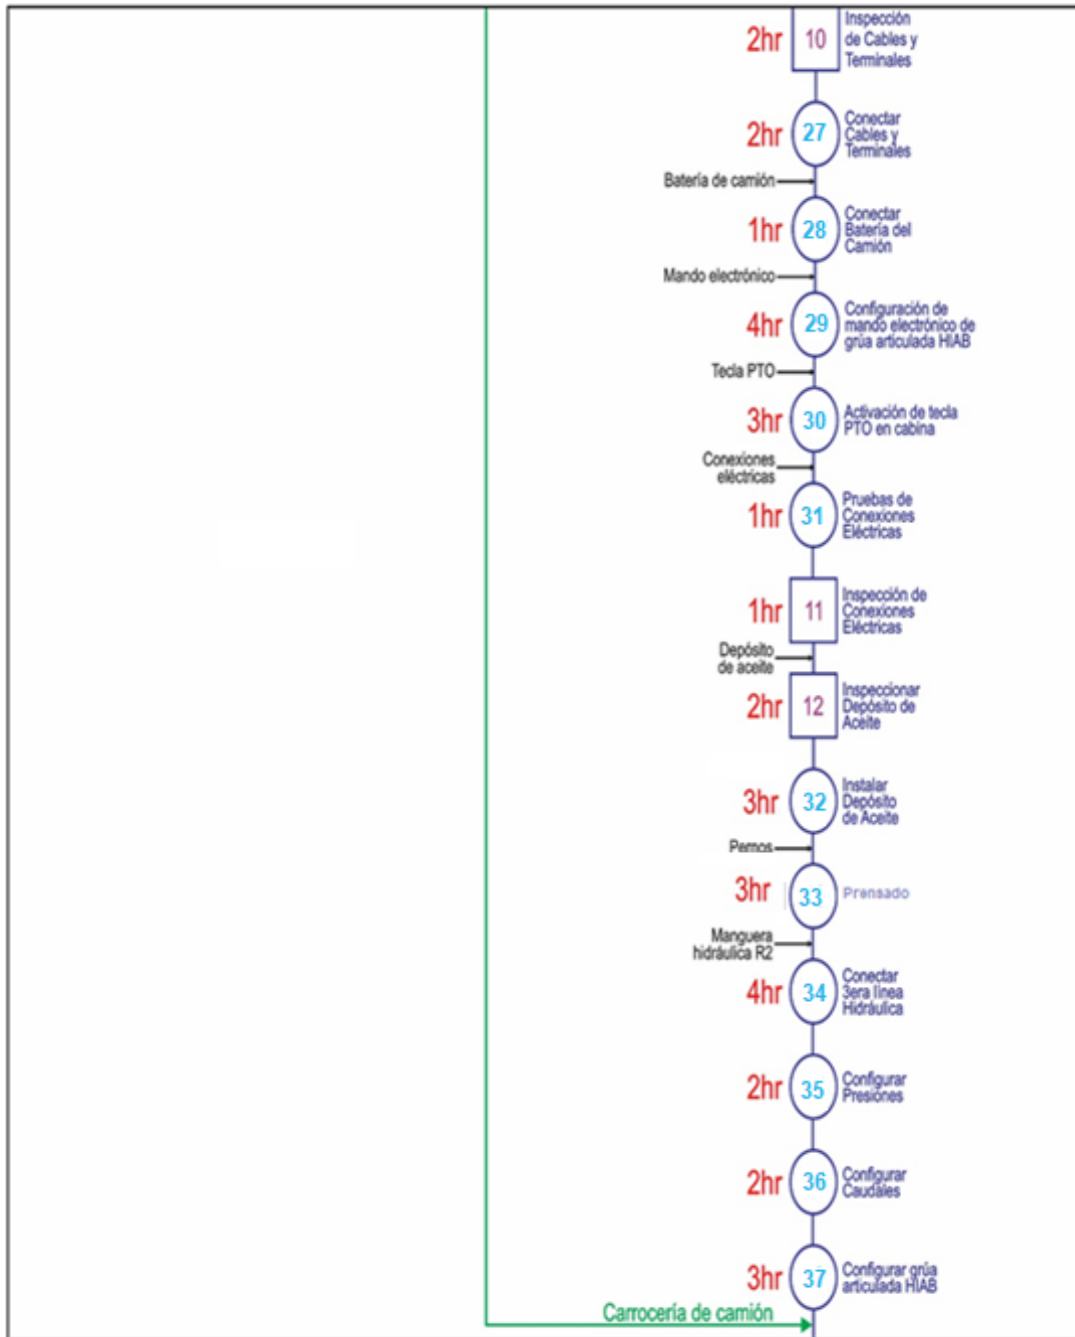 Inspección
de Cables y
Terminales
2hr
10
Conectar
Cables y
Terminales
2hr
27
Batería de camión
Conectar
Batería del
Camión
1hr
28
Mando electrónico
Configuración de
mando electrónico de
grúa articulada HIAB
4hr
29
Tecla PTO
Activación de tecla
PTO en cabina
3hr
30
Conexiones
eléctricas
Pruebas de
Conexiones
Eléctricas
1hr
31
Inspección de
Conexiones
Eléctricas
1hr
11
Depósito
de aceite
Inspeccionar
Depósito de
Aceite
2hr
12
Instalar
Depósito
de Aceite
3hr
32
Pernos
3hr
33
Prensado
Manguera
hidráulica R2
Conectar
3era línea
Hidráulica
4hr
34
Configurar
Presiones
2hr
35
Configurar
Caudales
2hr
36
Configurar grúa
articulada HIAB
3hr
37
Carrocería de camión